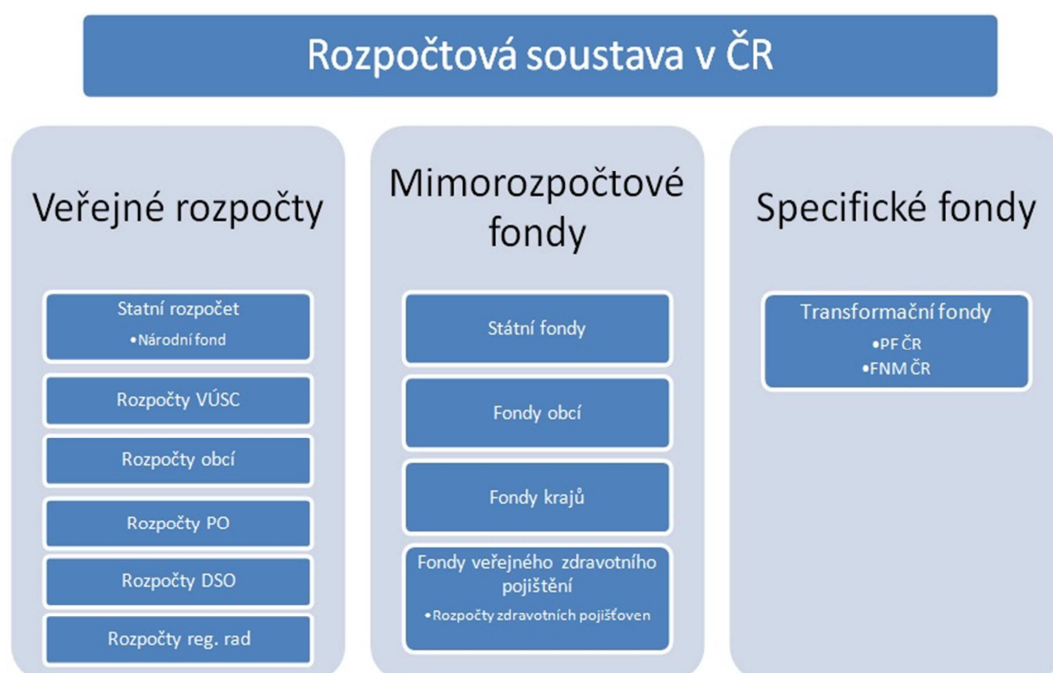 Rozpočtová soustava v ČR
Veřejné rozpočty
Statní rozpočet
•Národní fond
Rozpočty VÚSC
Rozpočty obcí
Rozpočty PO
Rozpočty DSO
Rozpočty reg. rad
Mimorozpočtové
fondy
Státní fondy
Fondy obcí
Fondy krajů
Fondy veřejného zdravotního
pojištění
•Rozpočty zdravotních pojišťoven
Specifické fondy
Transformační fondy
•PF ČR
•FNM ČR